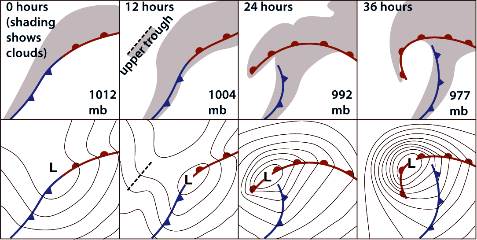 0 hours
(shading
shows
clouds)
1012
mb
12 hours
upper trough
1004
mb
24 hours
992
mb
36 hours
977
mb
L
L
L
L